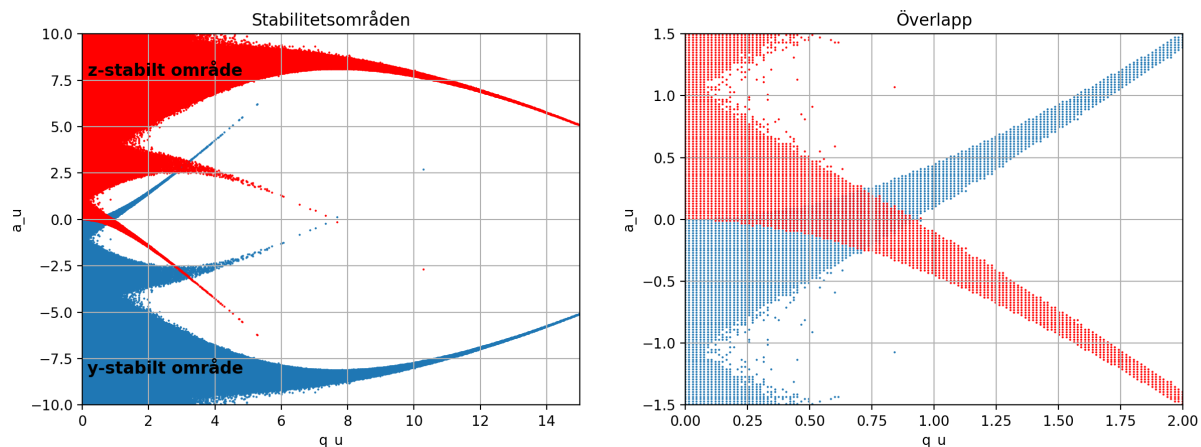 Stabilitetsområden
a_u
10.0
7.5
5.0
2.5
0.0
−2.5
−5.0
−7.5
−10.0
z-stabilt område
y-stabilt område
0 2 4 6 8 10 12 14
q_u
Överlapp
a_u
1.5
1.0
0.5
0.0
−0.5
−1.0
−1.5
0.00 0.25 0.50 0.75 1.00 1.25 1.50 1.75 2.00
q_u